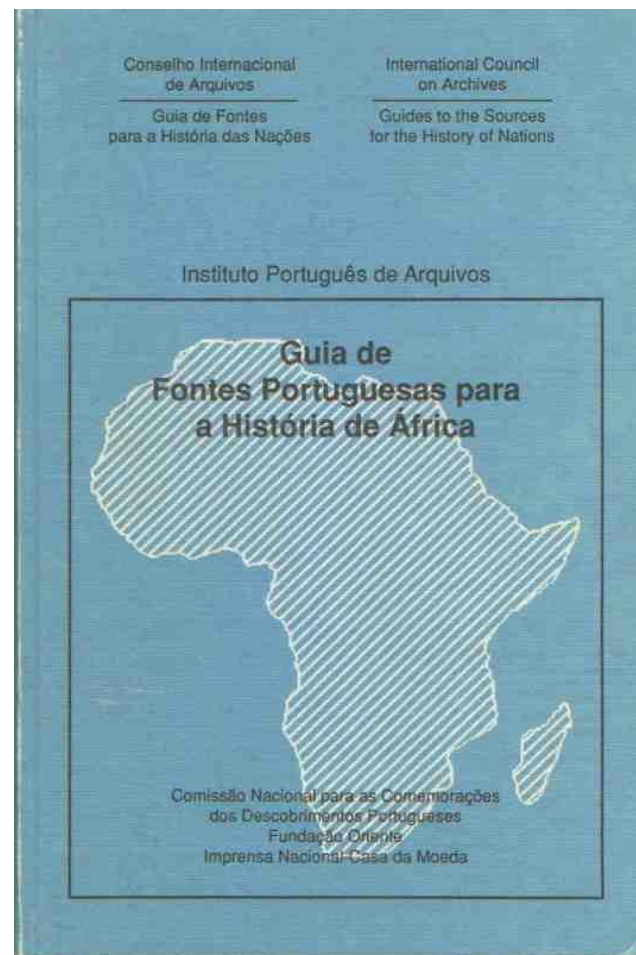 Conselho Internacional
de Arquivos
Guia de Fontes
para a História das Nações
International Council
on Archives
Guides to the Sources
for the History of Nations
Instituto Português de Arquivos
Guia de
Fontes Portuguesas para
a História de África
Comissão Nacional para as Comemorações
dos Descobrimentos Portugueses
Fundação Oriente
Imprensa Nacional-Casa da Moeda